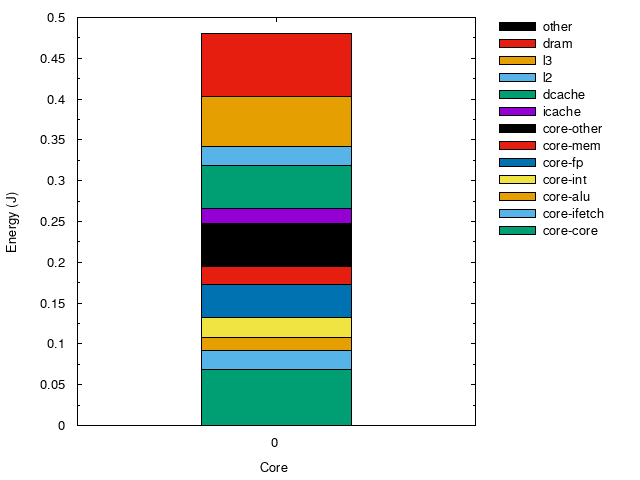 0.5
0.45
0.4
0.35
0.3
0.25
0.2
0.15
0.1
0.05
0
Energy (J)
0
Core
other
dram
l3
l2
dcache
icache
core-other
core-mem
core-fp
core-int
core-alu
core-ifetch
core-core